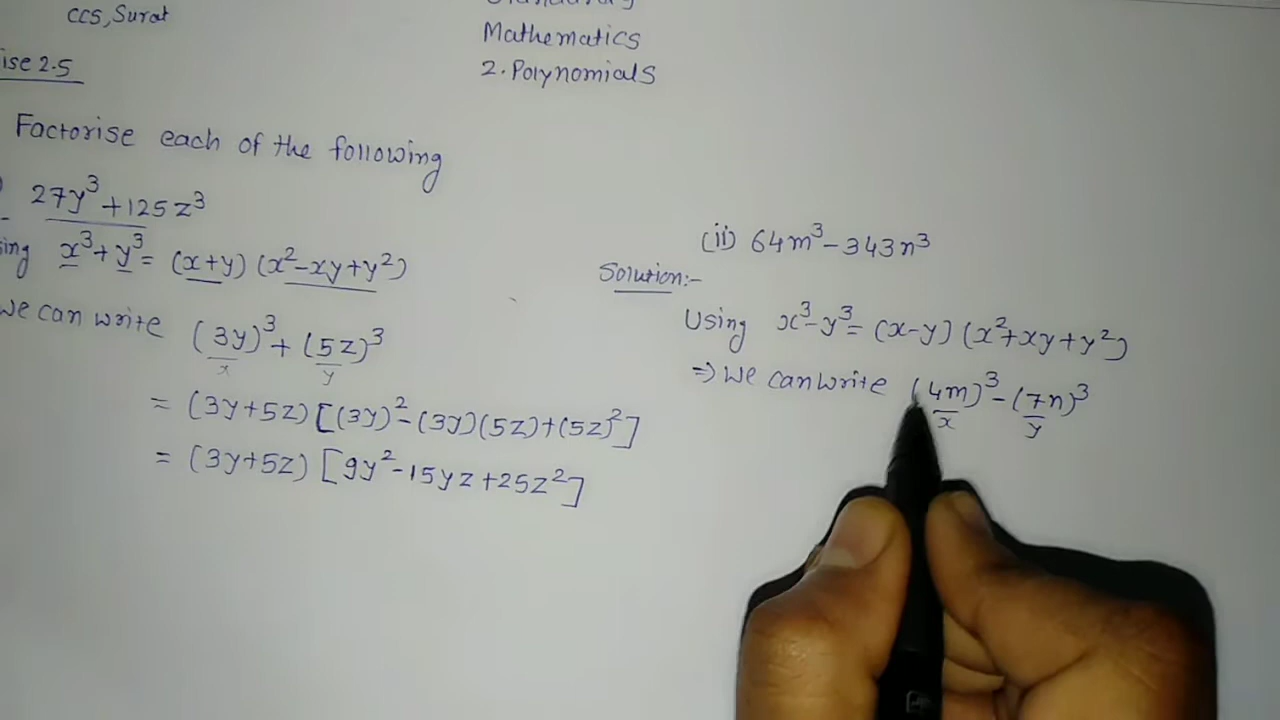 CCS, Surat
Mathematics
2. Polynomials
ise 2.5
Factorise each of the following
27y³+125z³
ing x³+y³= (x+y) (x²-xy+y²)
we can write (3y)³+(5z)³
x y
= (3y+5z) [(3y)²-(3y)(5z)+(5z)²]
= (3y+5z) [9y²-15yz+25z²]
(ii) 64m³-343n³
Solution:-
Using x³-y³= (x-y) (x²+xy+y²)
=> we can write (4m)³-(7n)³
x y